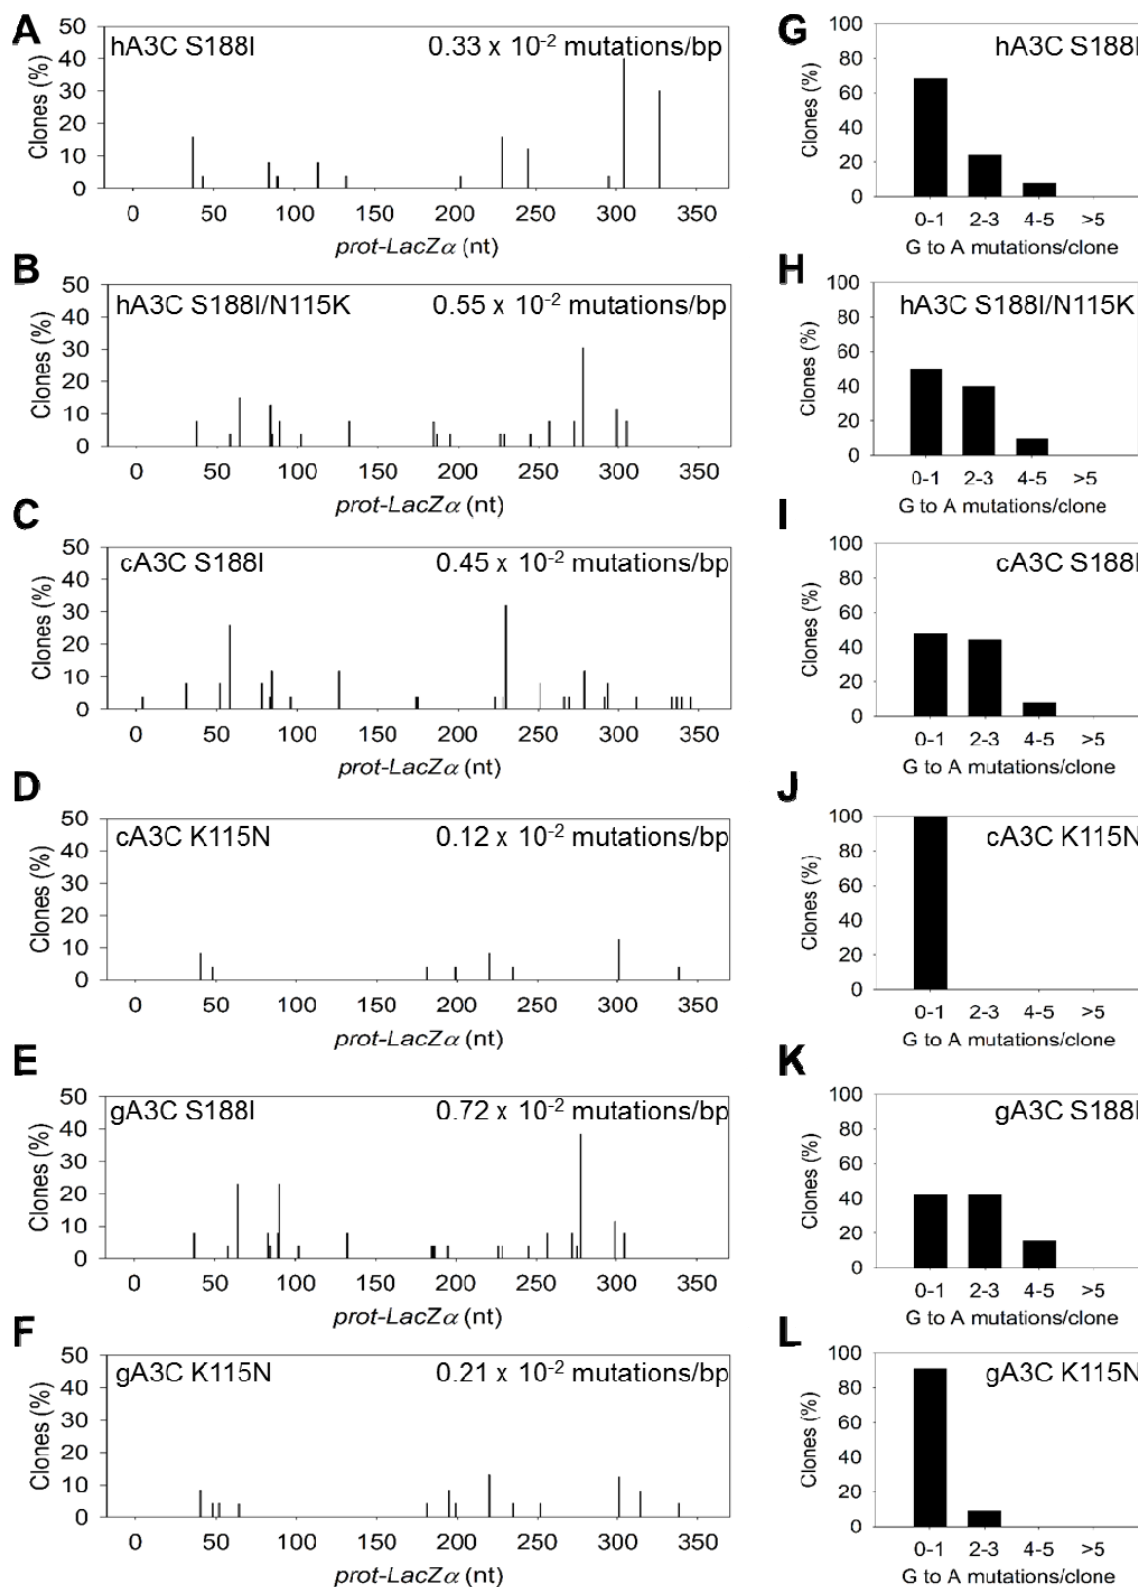 A
hA3C S188I 0.33 x 10⁻² mutations/bp
Clones (%)
50
40
30
20
10
0
0 50 100 150 200 250 300 350
prot-LacZα (nt)
G
hA3C S188I
Clones (%)
100
80
60
40
20
0
0-1 2-3 4-5 >5
G to A mutations/clone
B
hA3C S188I/N115K 0.55 x 10⁻² mutations/bp
Clones (%)
50
40
30
20
10
0
0 50 100 150 200 250 300 350
prot-LacZα (nt)
H
hA3C S188I/N115K
Clones (%)
100
80
60
40
20
0
0-1 2-3 4-5 >5
G to A mutations/clone
C
cA3C S188I 0.45 x 10⁻² mutations/bp
Clones (%)
50
40
30
20
10
0
0 50 100 150 200 250 300 350
prot-LacZα (nt)
I
cA3C S188I
Clones (%)
100
80
60
40
20
0
0-1 2-3 4-5 >5
G to A mutations/clone
D
cA3C K115N 0.12 x 10⁻² mutations/bp
Clones (%)
50
40
30
20
10
0
0 50 100 150 200 250 300 350
prot-LacZα (nt)
J
cA3C K115N
Clones (%)
100
80
60
40
20
0
0-1 2-3 4-5 >5
G to A mutations/clone
E
gA3C S188I 0.72 x 10⁻² mutations/bp
Clones (%)
50
40
30
20
10
0
0 50 100 150 200 250 300 350
prot-LacZα (nt)
K
gA3C S188I
Clones (%)
100
80
60
40
20
0
0-1 2-3 4-5 >5
G to A mutations/clone
F
gA3C K115N 0.21 x 10⁻² mutations/bp
Clones (%)
50
40
30
20
10
0
0 50 100 150 200 250 300 350
prot-LacZα (nt)
L
gA3C K115N
Clones (%)
100
80
60
40
20
0
0-1 2-3 4-5 >5
G to A mutations/clone